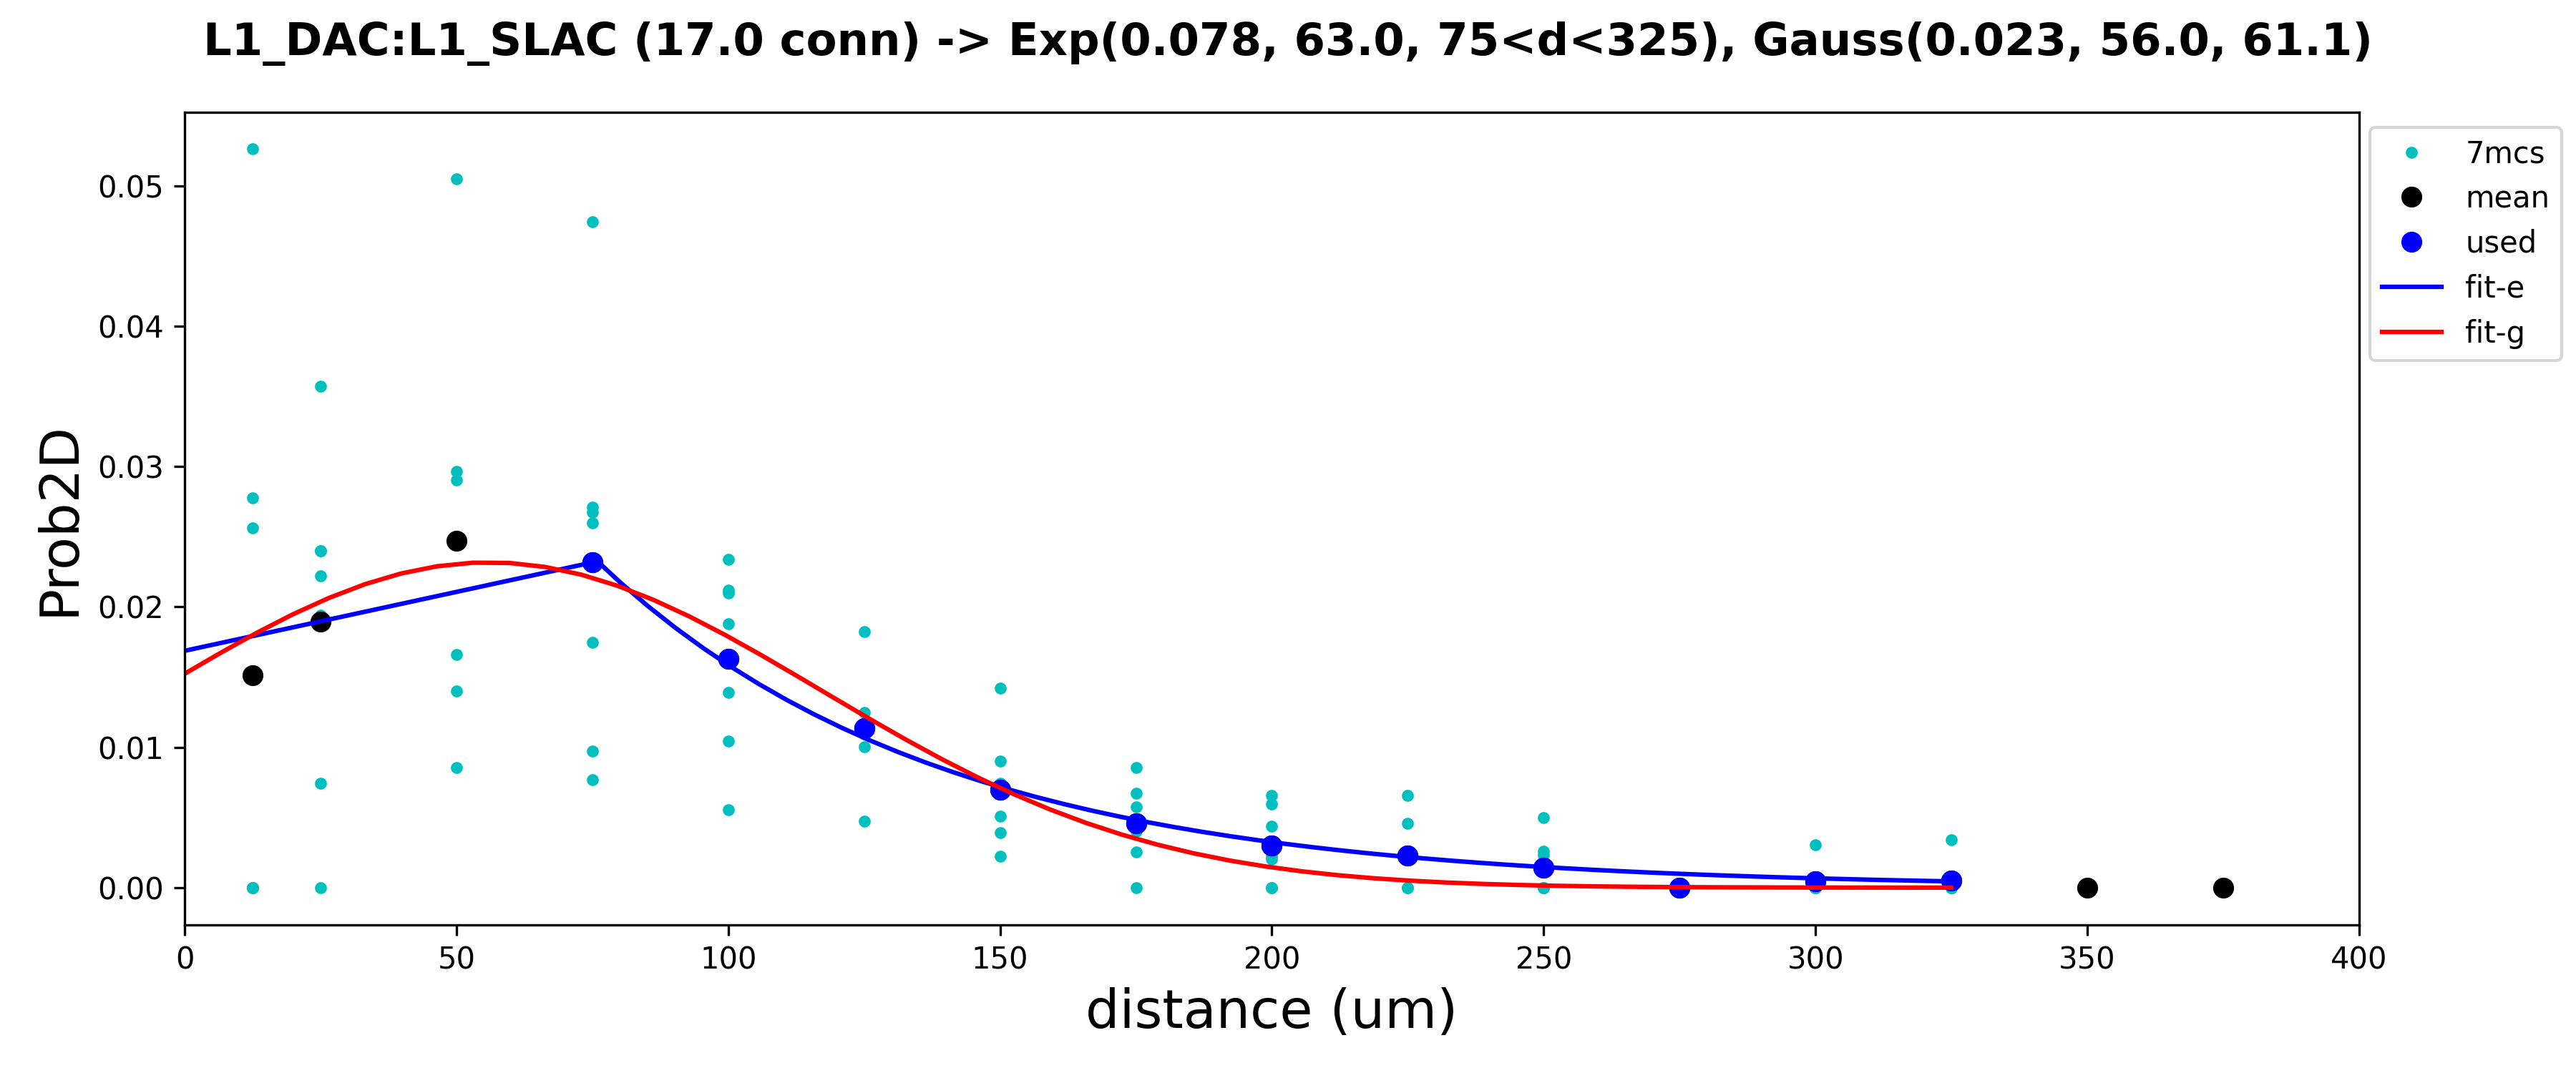 L1_DAC:L1_SLAC (17.0 conn) -> Exp(0.078, 63.0, 75<d<325), Gauss(0.023, 56.0, 61.1)
7mcs
mean
used
fit-e
fit-g
Prob2D
0.05
0.04
0.03
0.02
0.01
0.00
0 50 100 150 200 250 300 350 400
distance (um)